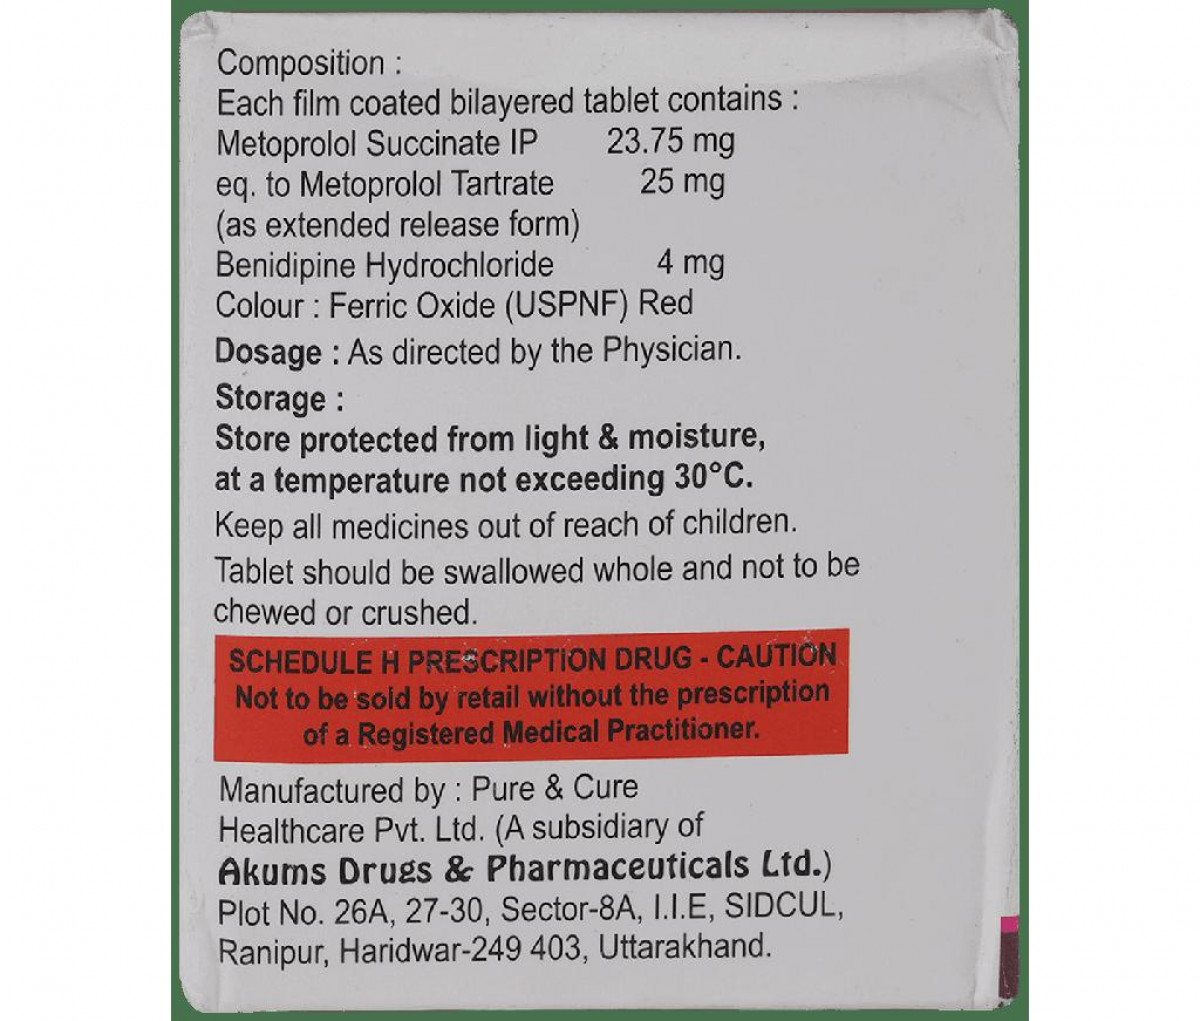 Composition :
Each film coated bilayered tablet contains :
Metoprolol Succinate IP 23.75 mg
eq. to Metoprolol Tartrate 25 mg
(as extended release form)
Benidipine Hydrochloride 4 mg
Colour : Ferric Oxide (USPNF) Red
Dosage : As directed by the Physician.
Storage :
Store protected from light & moisture,
at a temperature not exceeding 30°C.
Keep all medicines out of reach of children.
Tablet should be swallowed whole and not to be
chewed or crushed.
SCHEDULE H PRESCRIPTION DRUG - CAUTION
Not to be sold by retail without the prescription
of a Registered Medical Practitioner.
Manufactured by : Pure & Cure
Healthcare Pvt. Ltd. (A subsidiary of
Akums Drugs & Pharmaceuticals Ltd.)
Plot No. 26A, 27-30, Sector-8A, I.I.E, SIDCUL,
Ranipur, Haridwar-249 403, Uttarakhand.